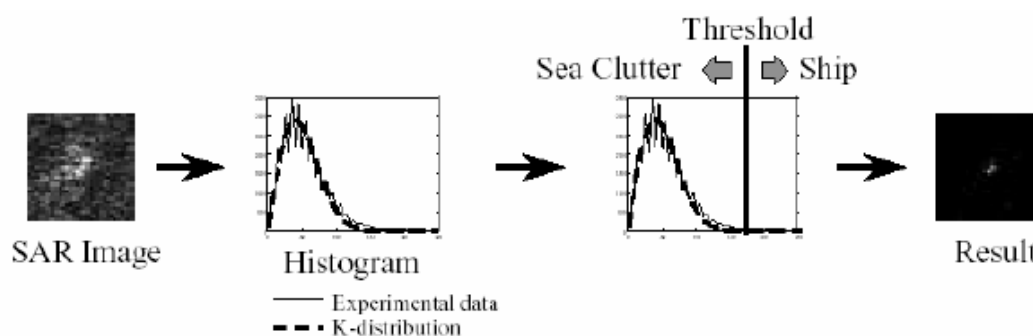 Threshold
Sea Clutter
Ship
SAR Image
Histogram
Experimental data
K-distribution
Result